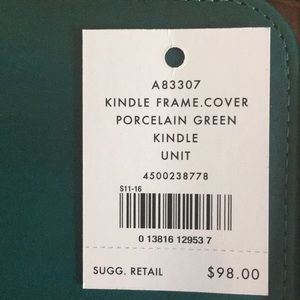 A83307
KINDLE FRAME.COVER
PORCELAIN GREEN
KINDLE
UNIT
4500238778
S11-16
0 13816 12953 7
SUGG. RETAIL $98.00